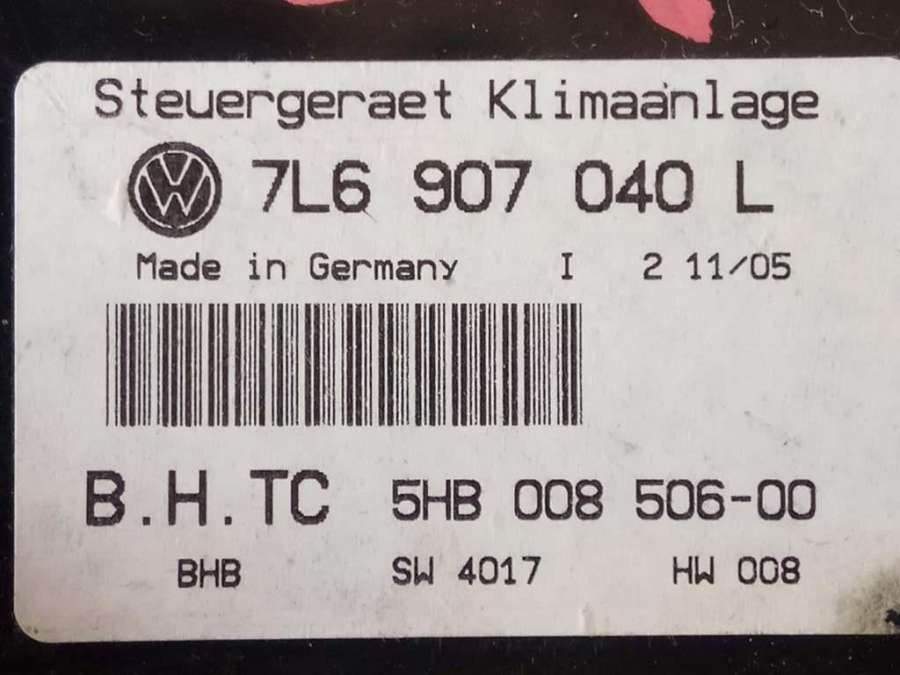 Steuergeraet Klimaanlage
VW 7L6 907 040 L
Made in Germany I 2 11/05
B.H.TC 5HB 008 506-00
BHB SW 4017 HW 008